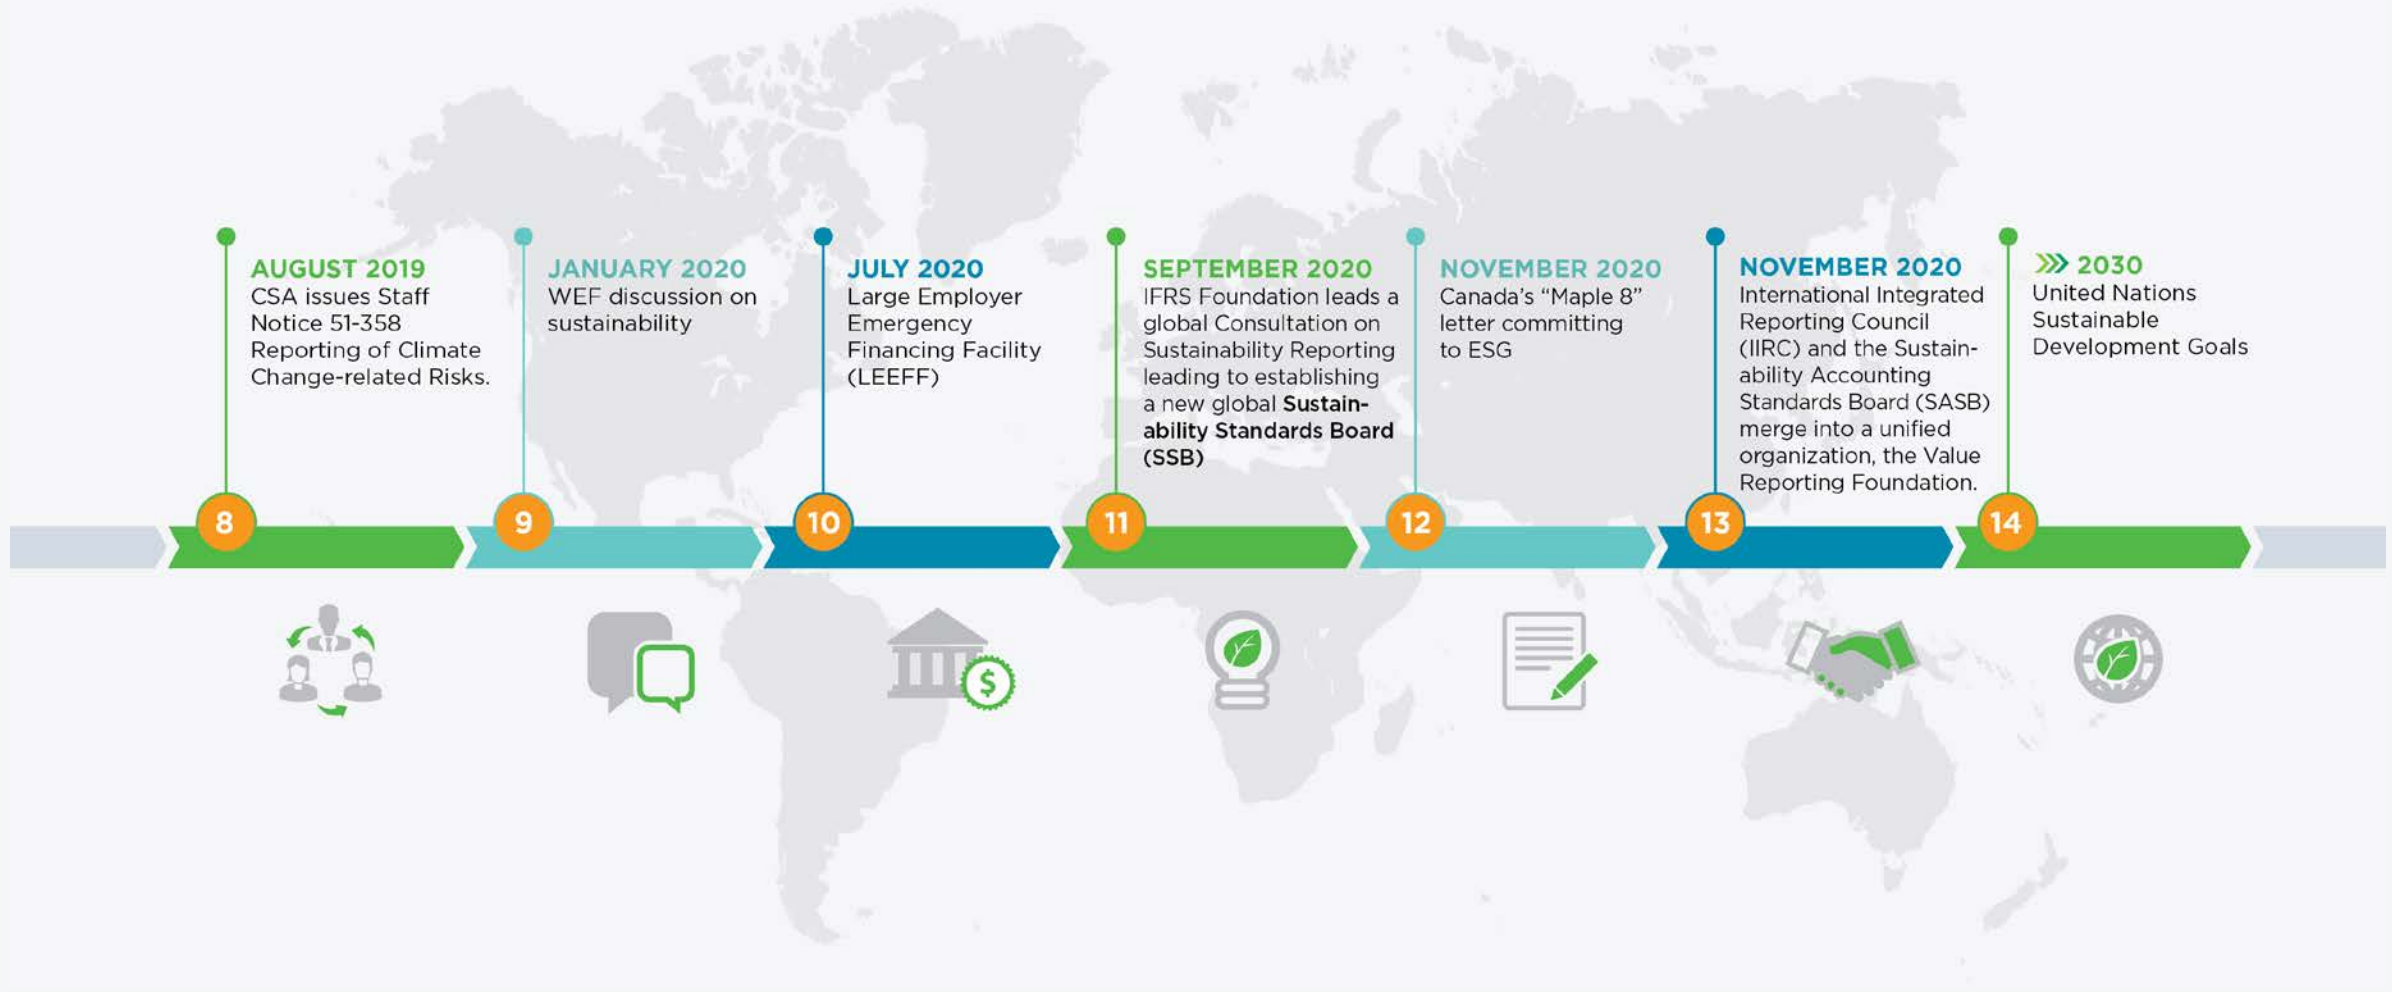 AUGUST 2019
CSA issues Staff
Notice 51-358
Reporting of Climate
Change-related Risks.
8
JANUARY 2020
WEF discussion on
sustainability
9
JULY 2020
Large Employer
Emergency
Financing Facility
(LEEFF)
10
SEPTEMBER 2020
IFRS Foundation leads a
global Consultation on
Sustainability Reporting
leading to establishing
a new global Sustain-
ability Standards Board
(SSB)
11
NOVEMBER 2020
Canada's “Maple 8”
letter committing
to ESG
12
NOVEMBER 2020
International Integrated
Reporting Council
(IIRC) and the Sustain-
ability Accounting
Standards Board (SASB)
merge into a unified
organization, the Value
Reporting Foundation.
13
2030
United Nations
Sustainable
Development Goals
14
$